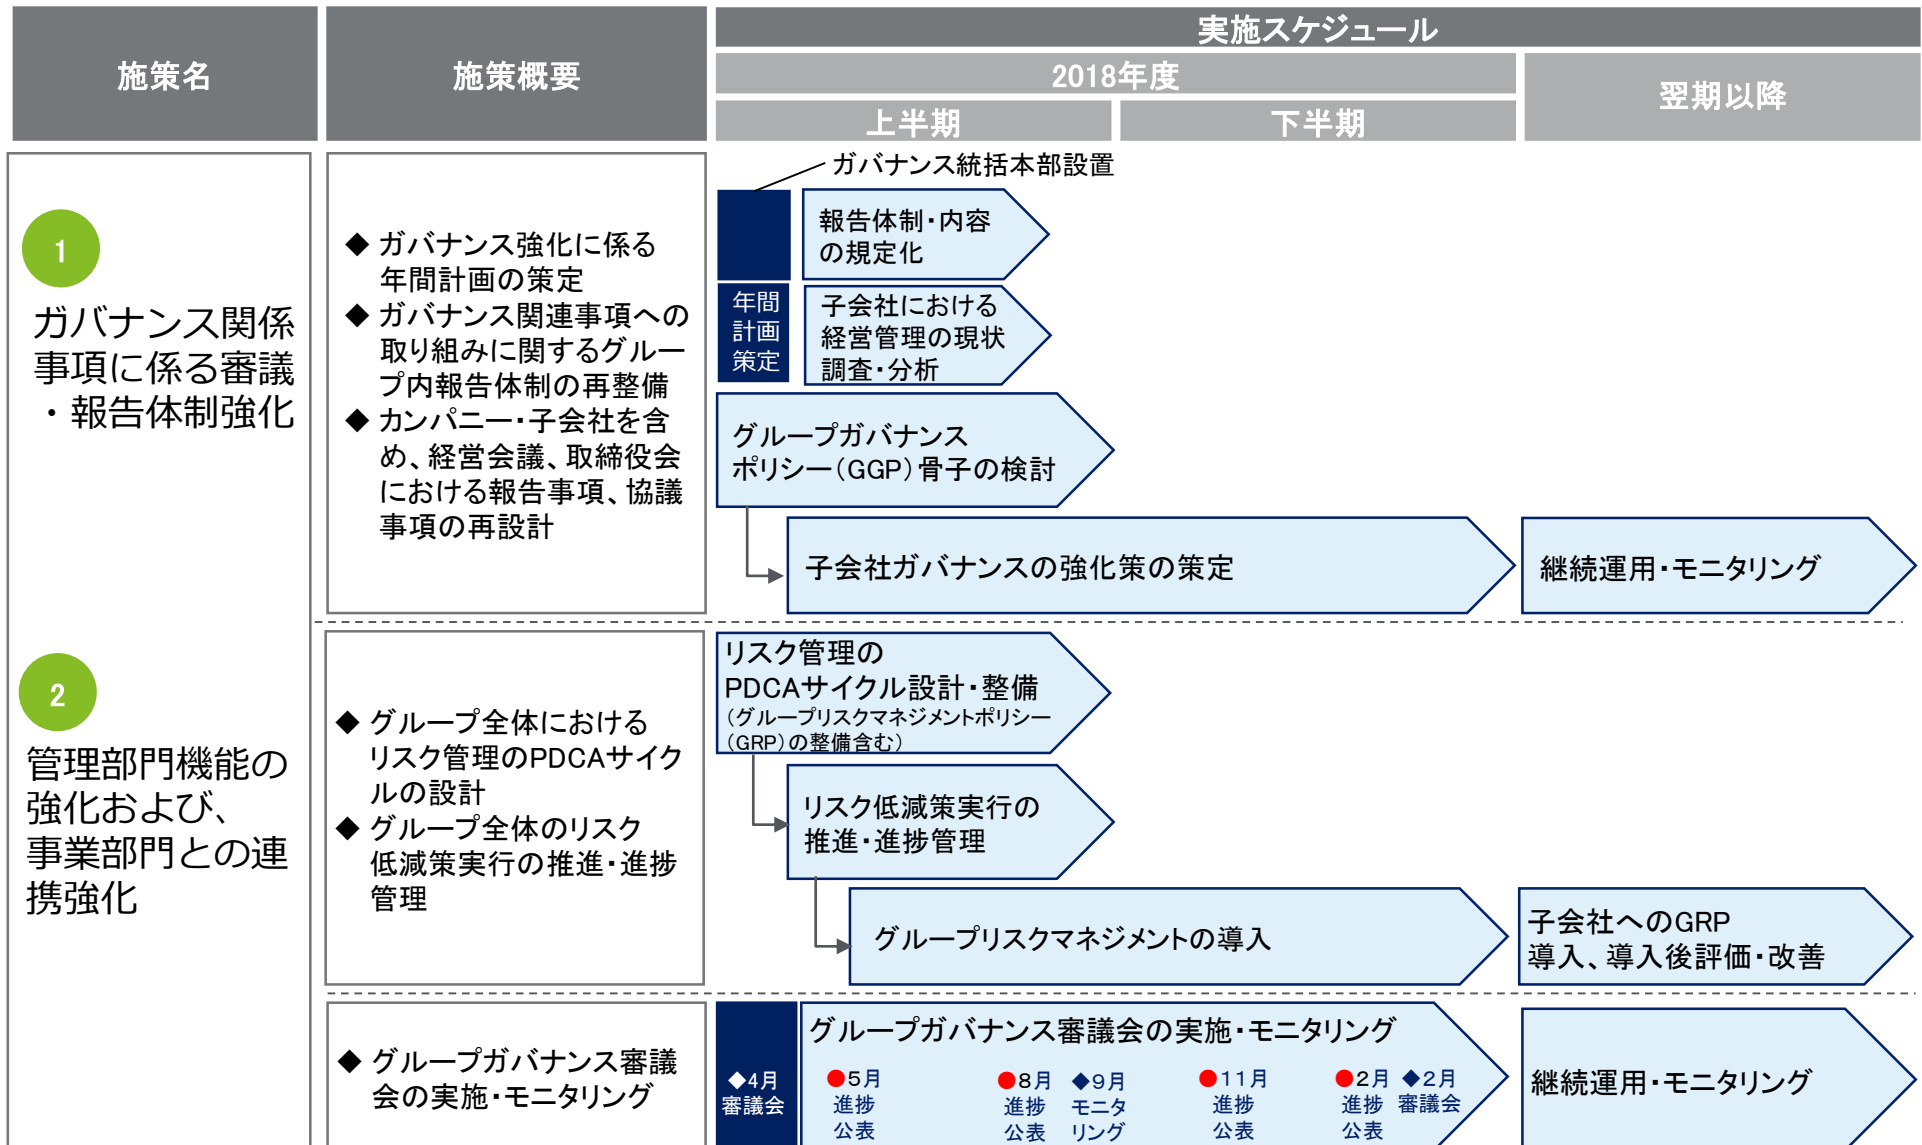 施策名
施策概要
実施スケジュール
2018年度
翌期以降
上半期
下半期
1
ガバナンス関係
事項に係る審議
・報告体制強化
◆ ガバナンス強化に係る
年間計画の策定
◆ ガバナンス関連事項への
取り組みに関するグルー
プ内報告体制の再整備
◆ カンパニー・子会社を含
め、経営会議、取締役会
における報告事項、協議
事項の再設計
ガバナンス統括本部設置
報告体制・内容
の規定化
年間
計画
策定
子会社における
経営管理の現状
調査・分析
グループガバナンス
ポリシー（GGP）骨子の検討
子会社ガバナンスの強化策の策定
継続運用・モニタリング
2
管理部門機能の
強化および、
事業部門との連
携強化
◆ グループ全体における
リスク管理のPDCAサイク
ルの設計
◆ グループ全体のリスク
低減策実行の推進・進捗
管理
リスク管理の
PDCAサイクル設計・整備
（グループリスクマネジメントポリシー
（GRP）の整備含む）
リスク低減策実行の
推進・進捗管理
グループリスクマネジメントの導入
子会社へのGRP
導入、導入後評価・改善
◆ グループガバナンス審議
会の実施・モニタリング
◆4月
審議会
グループガバナンス審議会の実施・モニタリング
●5月
進捗
公表
●8月
進捗
公表
◆9月
モニタ
リング
●11月
進捗
公表
●2月
進捗
公表
◆2月
審議会
継続運用・モニタリング